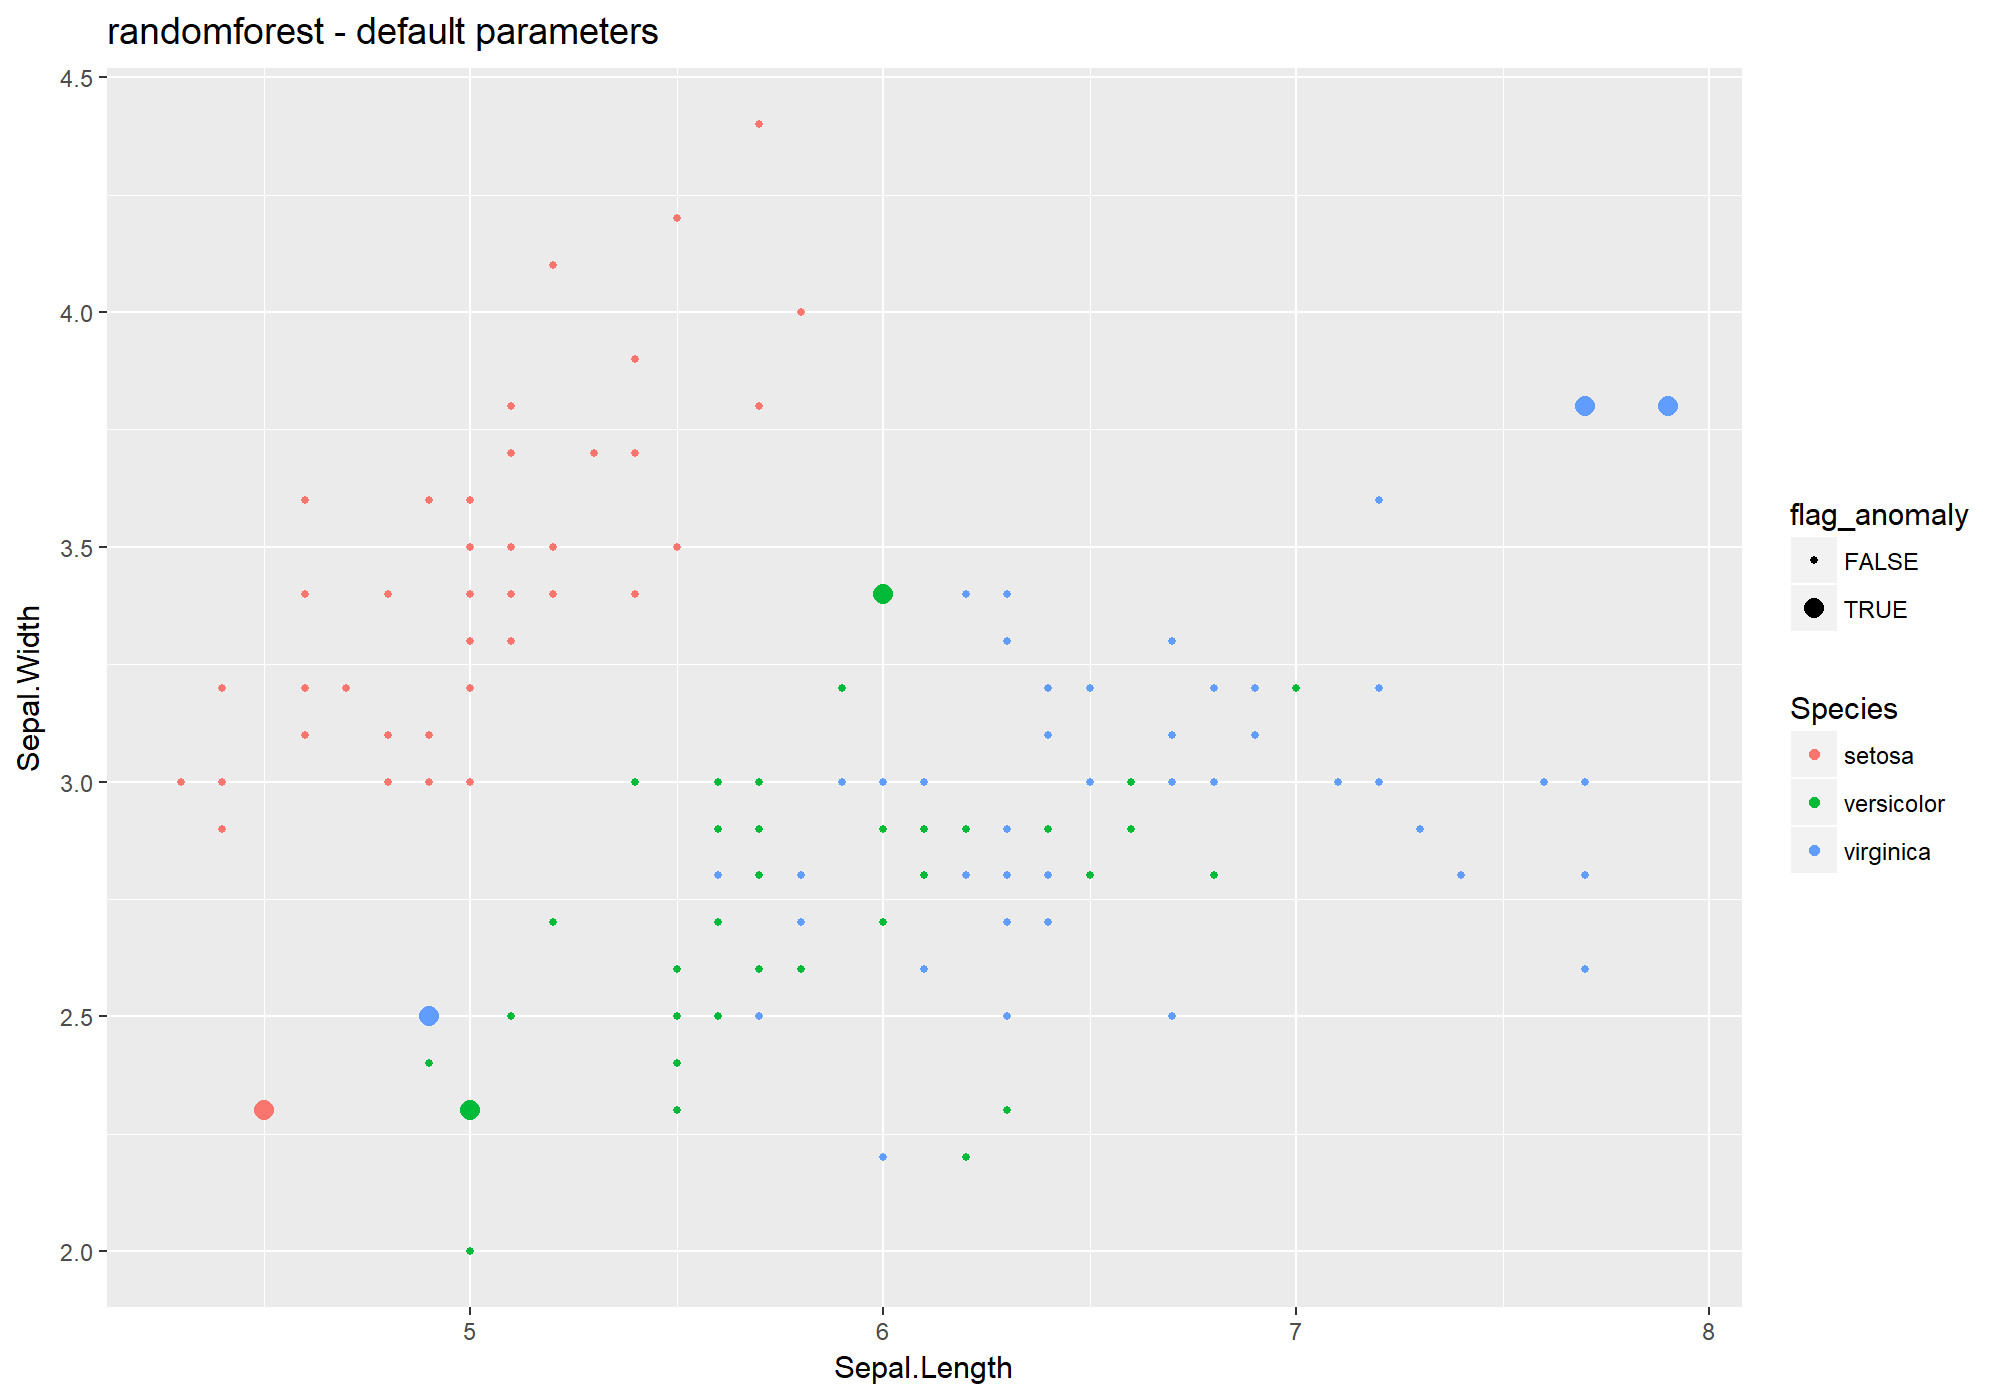 randomforest - default parameters
4.5
4.0
3.5
3.0
2.5
2.0
Sepal.Width
5
6
7
8
Sepal.Length
flag_anomaly
FALSE
TRUE
Species
setosa
versicolor
virginica